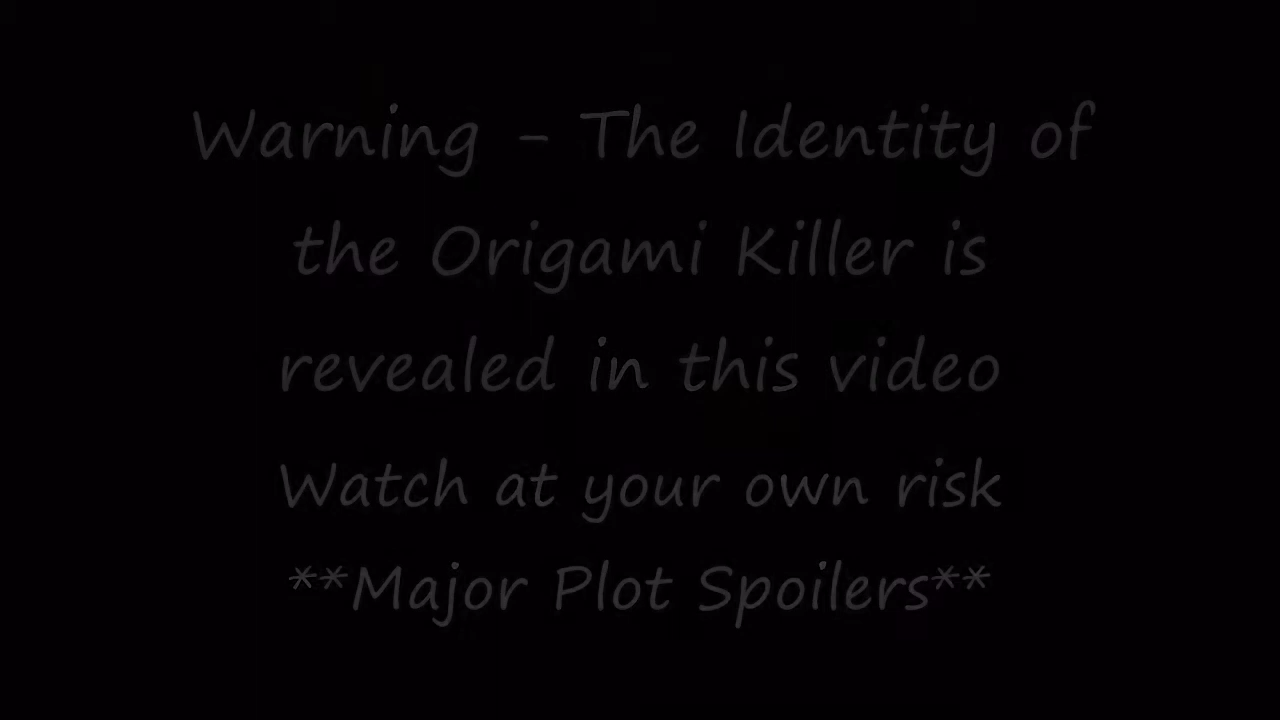 Warning - The Identity of
the Origami Killer is
revealed in this video
Watch at your own risk
**Major Plot Spoilers**